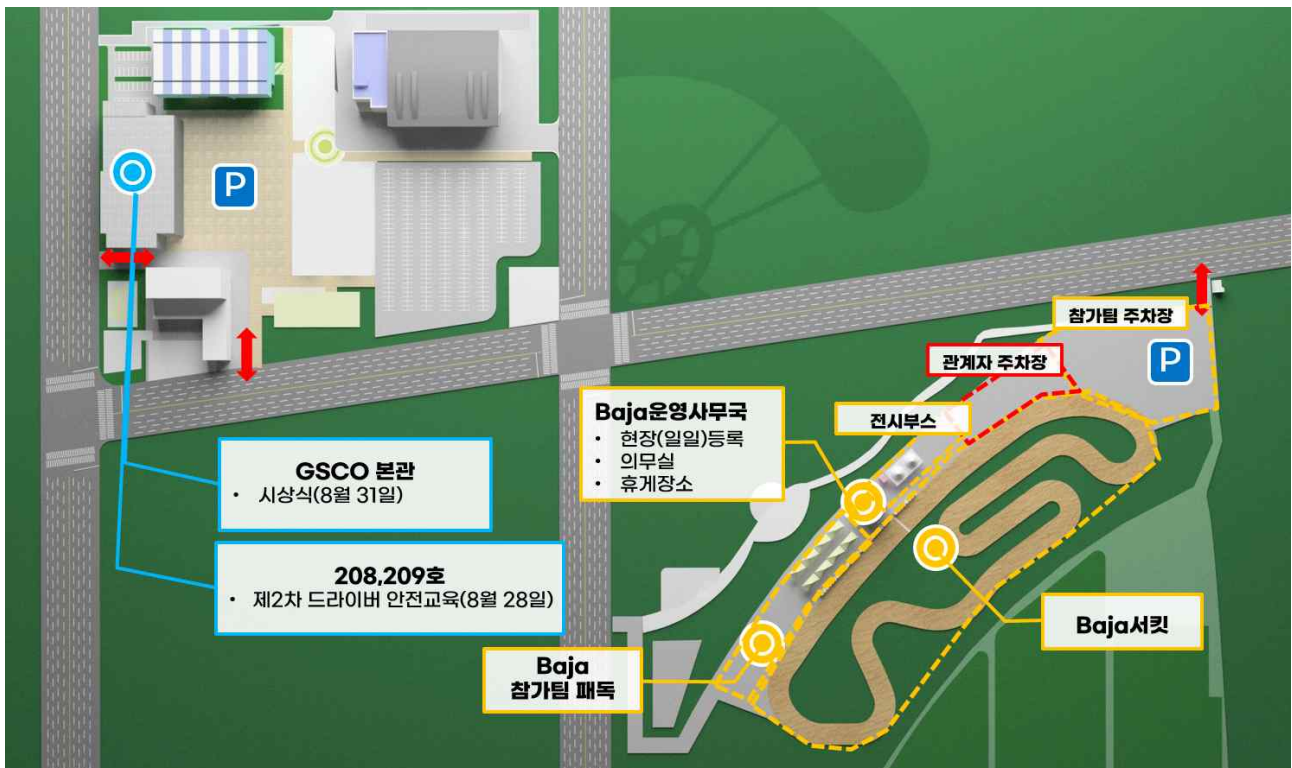 P
참가팀 주차장
관계자 주차장
P
Baja운영사무국
• 현장(일일)등록
• 의무실
• 휴게장소
전시부스
GSCO 본관
• 시상식(8월 31일)
208,209호
• 제2차 드라이버 안전교육(8월 28일)
Baja서킷
Baja
참가팀 패독